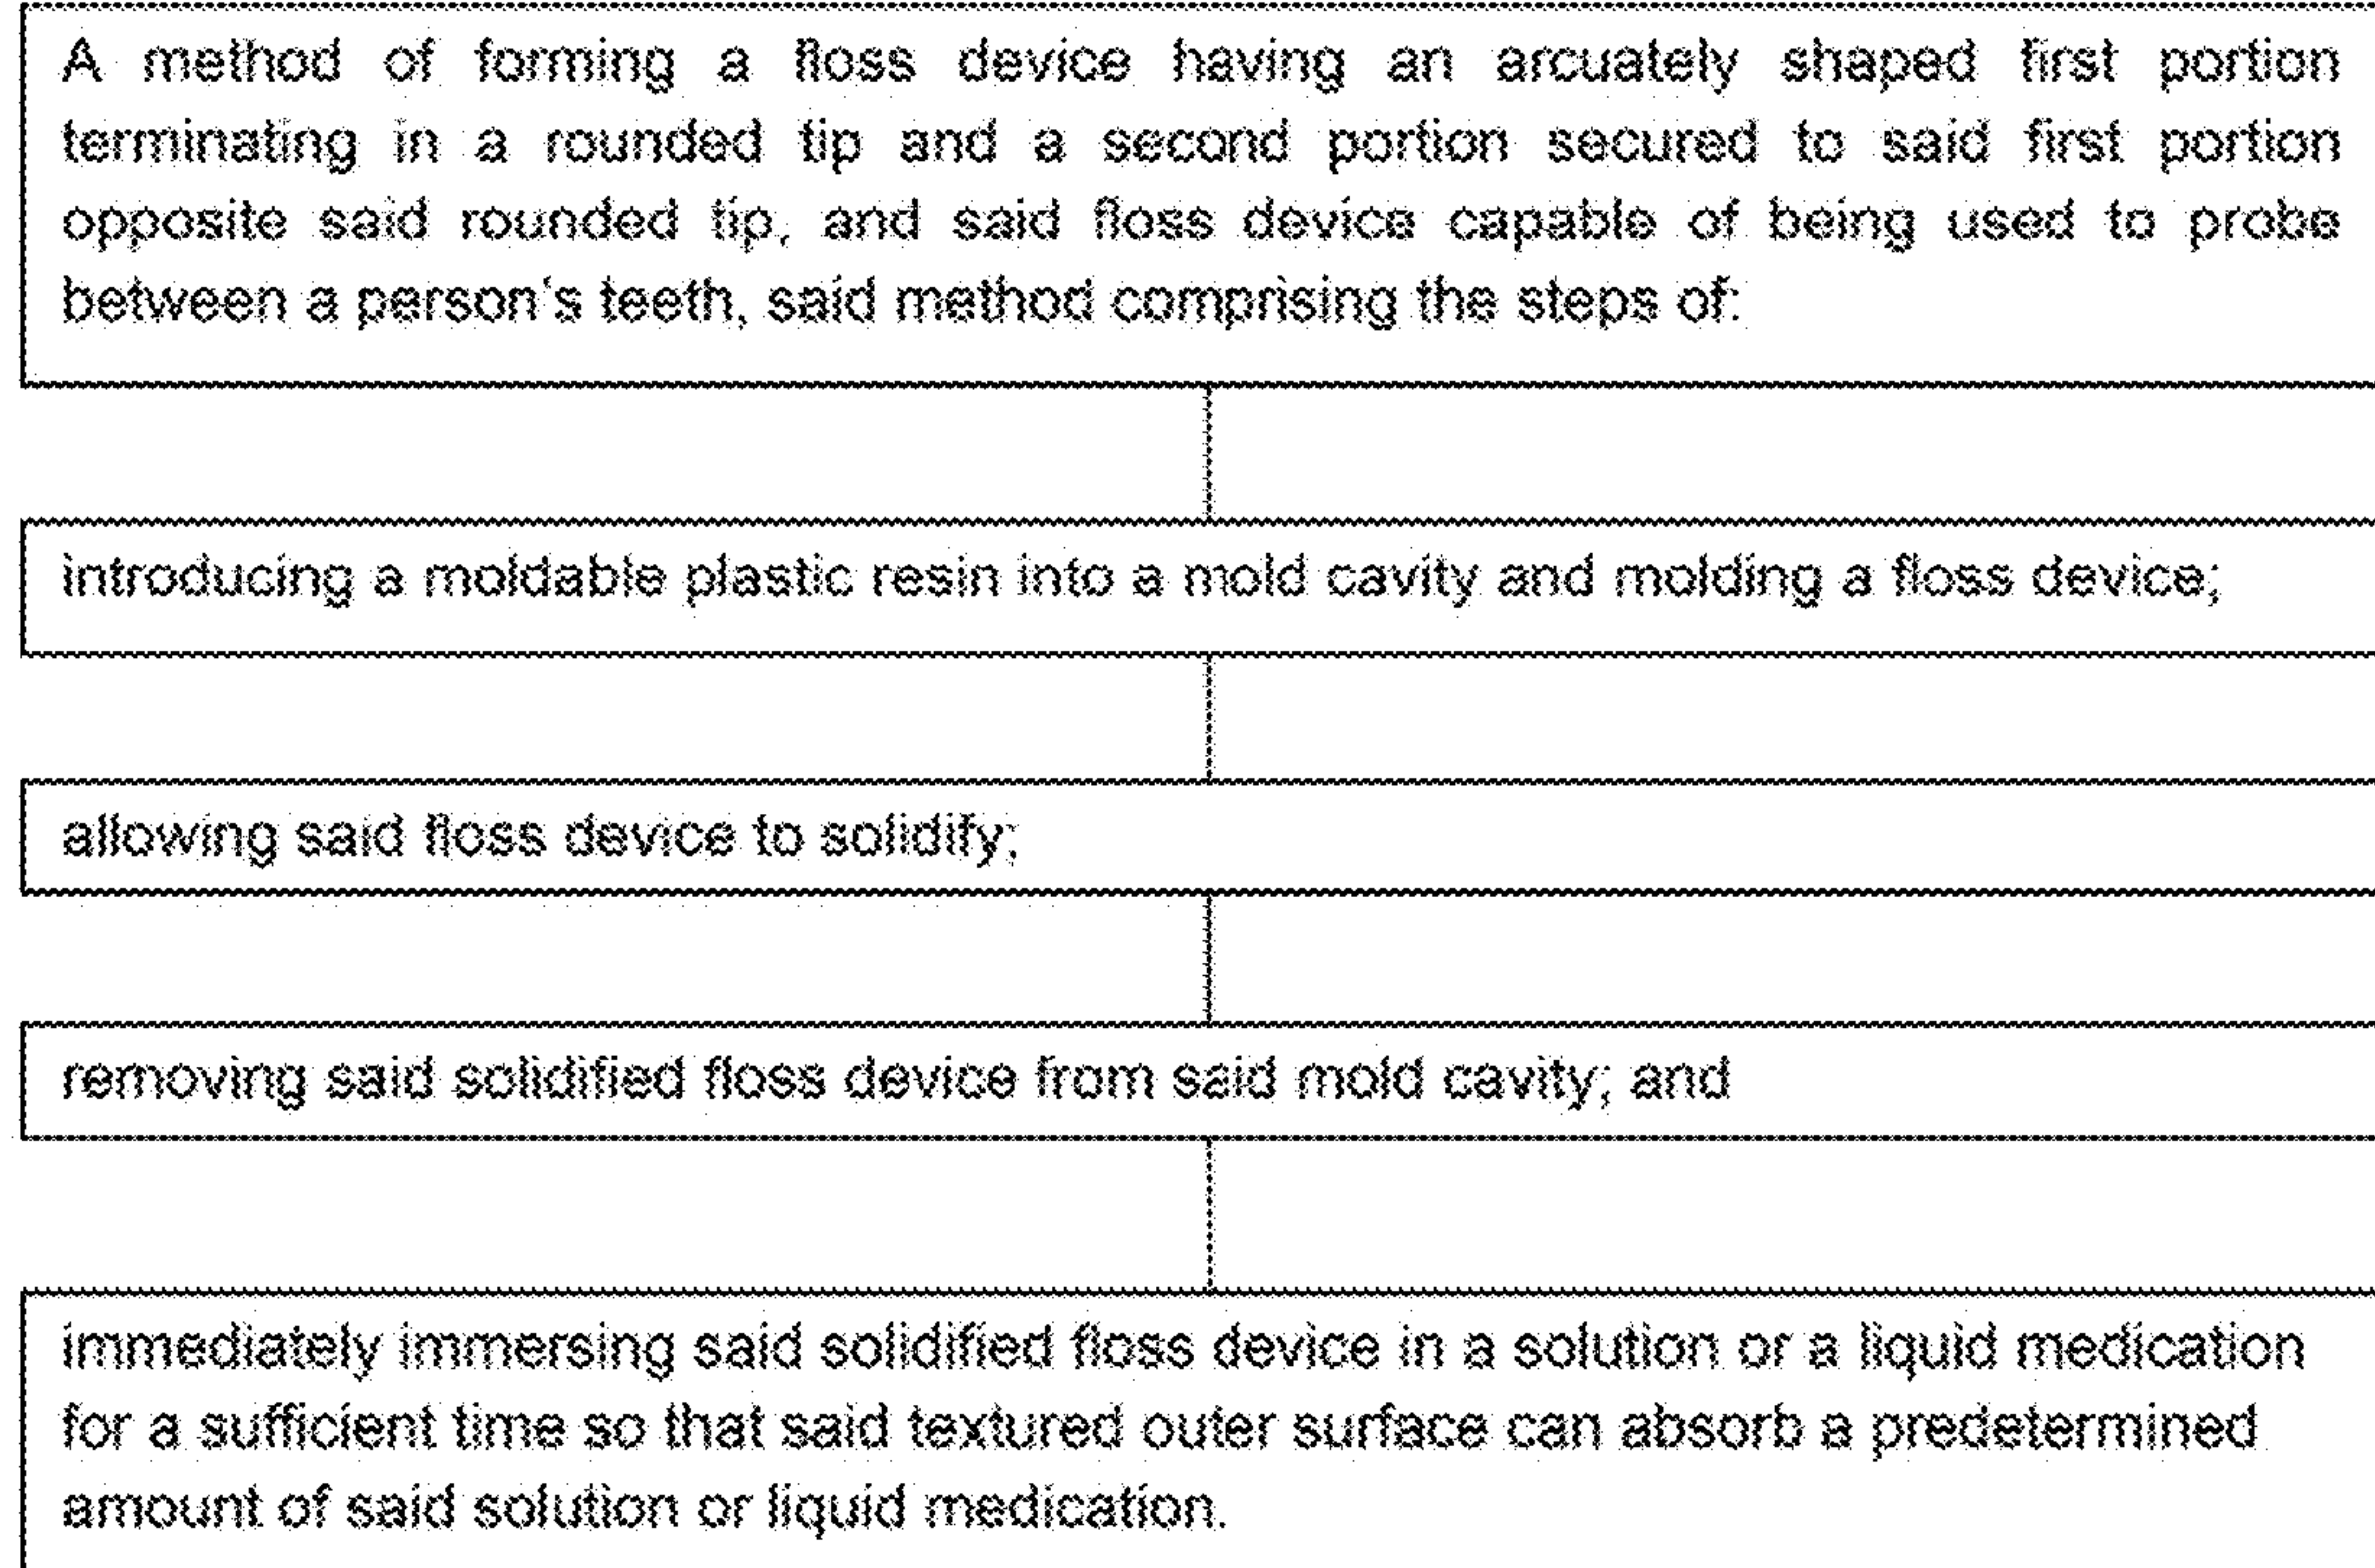 A method of forming a floss device having an arcuately shaped first portion
terminating in a rounded tip and a second portion secured to said first portion
opposite said rounded tip, and said floss device capable of being used to probe
between a person's teeth, said method comprising the steps of:
introducing a moldable plastic resin into a mold cavity and molding a floss device;
allowing said floss device to solidify;
removing said solidified floss device from said mold cavity; and
immediately immersing said solidified floss device in a solution or a liquid medication
for a sufficient time so that said textured outer surface can absorb a predetermined
amount of said solution or liquid medication.